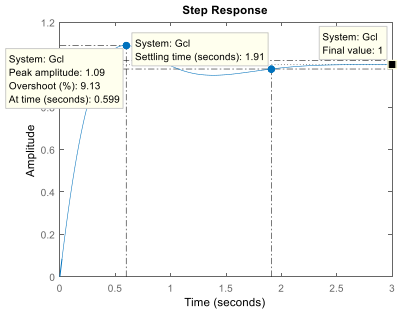 Step Response
System: Gcl
Final value: 1
System: Gcl
Settling time (seconds): 1.91
System: Gcl
Peak amplitude: 1.09
Overshoot (%): 9.13
At time (seconds): 0.599
1.2
0.8
0.6
0.4
0.2
0
Amplitude
0
0.5
1
1.5
2
2.5
3
Time (seconds)